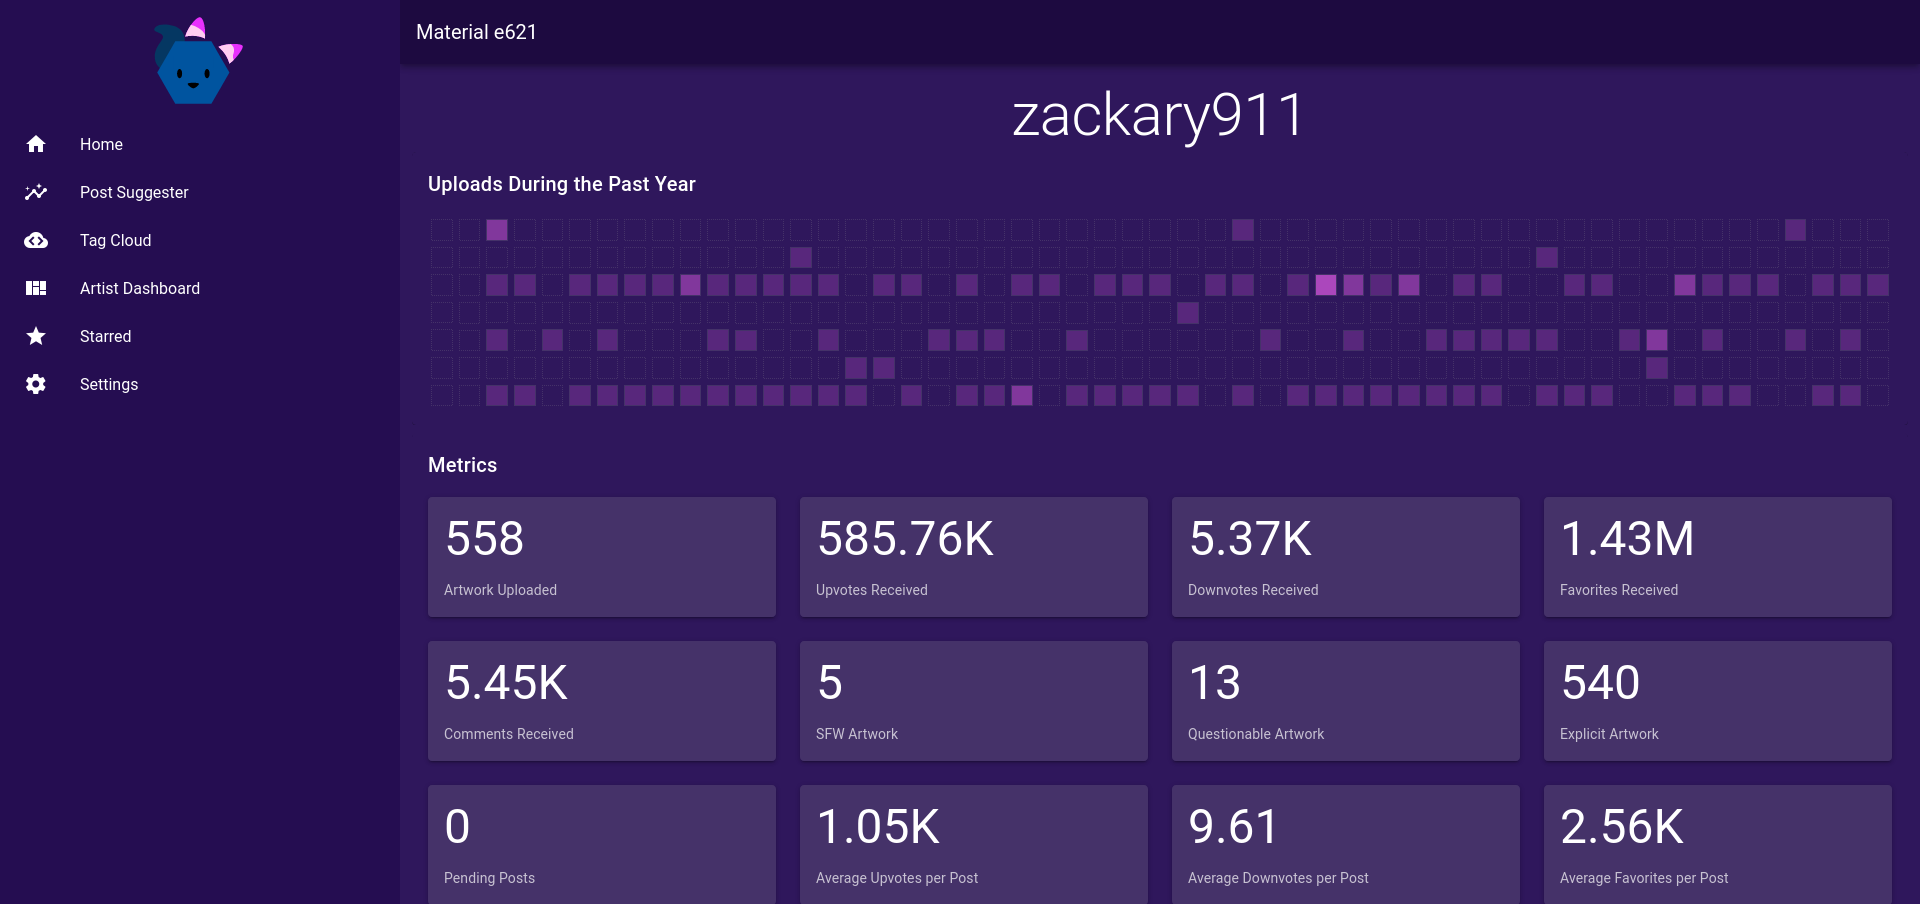 Material e621
Home
Post Suggester
Tag Cloud
Artist Dashboard
Starred
Settings
zackary911
Uploads During the Past Year
Metrics
558
Artwork Uploaded
585.76K
Upvotes Received
5.37K
Downvotes Received
1.43M
Favorites Received
5.45K
Comments Received
5
SFW Artwork
13
Questionable Artwork
540
Explicit Artwork
0
Pending Posts
1.05K
Average Upvotes per Post
9.61
Average Downvotes per Post
2.56K
Average Favorites per Post